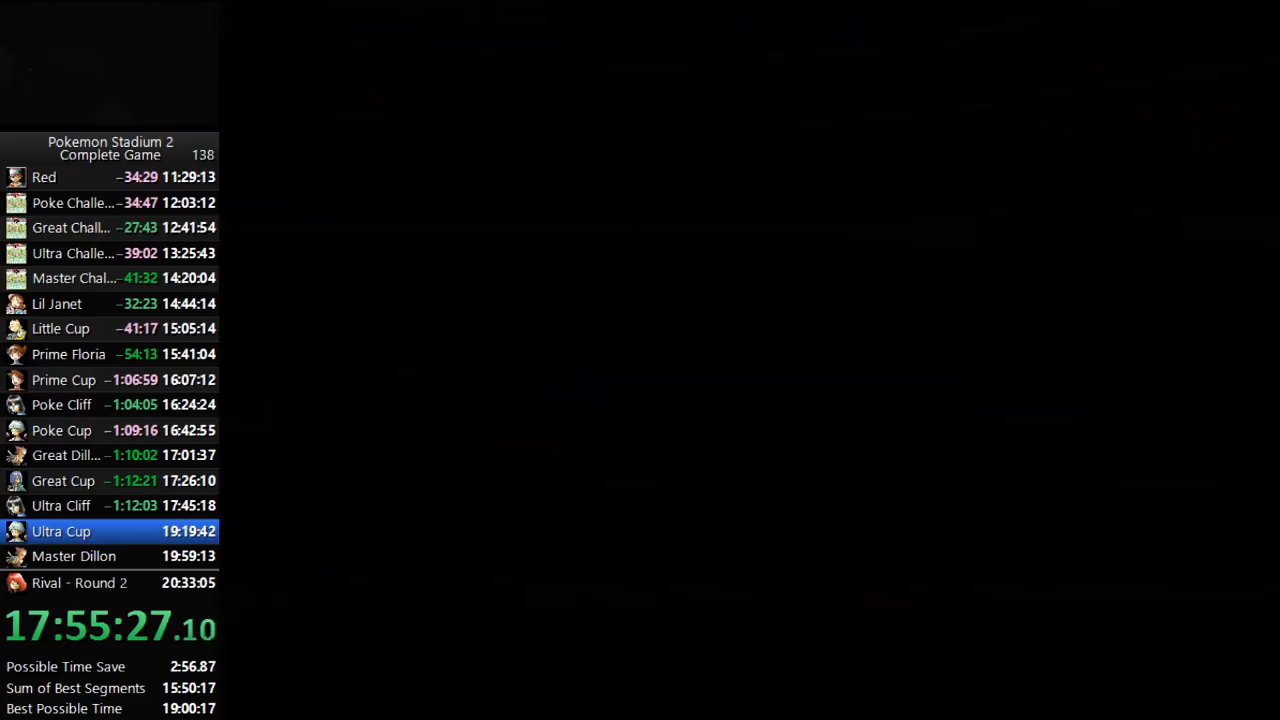 Pokemon Stadium 2
Complete Game 138
Red −34:29 11:29:13
Poke Challe... −34:47 12:03:12
Great Chall... −27:43 12:41:54
Ultra Challe... −39:02 13:25:43
Master Chal... −41:32 14:20:04
Lil Janet −32:23 14:44:14
Little Cup −41:17 15:05:14
Prime Floria −54:13 15:41:04
Prime Cup −1:06:59 16:07:12
Poke Cliff −1:04:05 16:24:24
Poke Cup −1:09:16 16:42:55
Great Dill... −1:10:02 17:01:37
Great Cup −1:12:21 17:26:10
Ultra Cliff −1:12:03 17:45:18
Ultra Cup 19:19:42
Master Dillon 19:59:13
Rival - Round 2 20:33:05
17:55:27.10
Possible Time Save 2:56.87
Sum of Best Segments 15:50:17
Best Possible Time 19:00:17